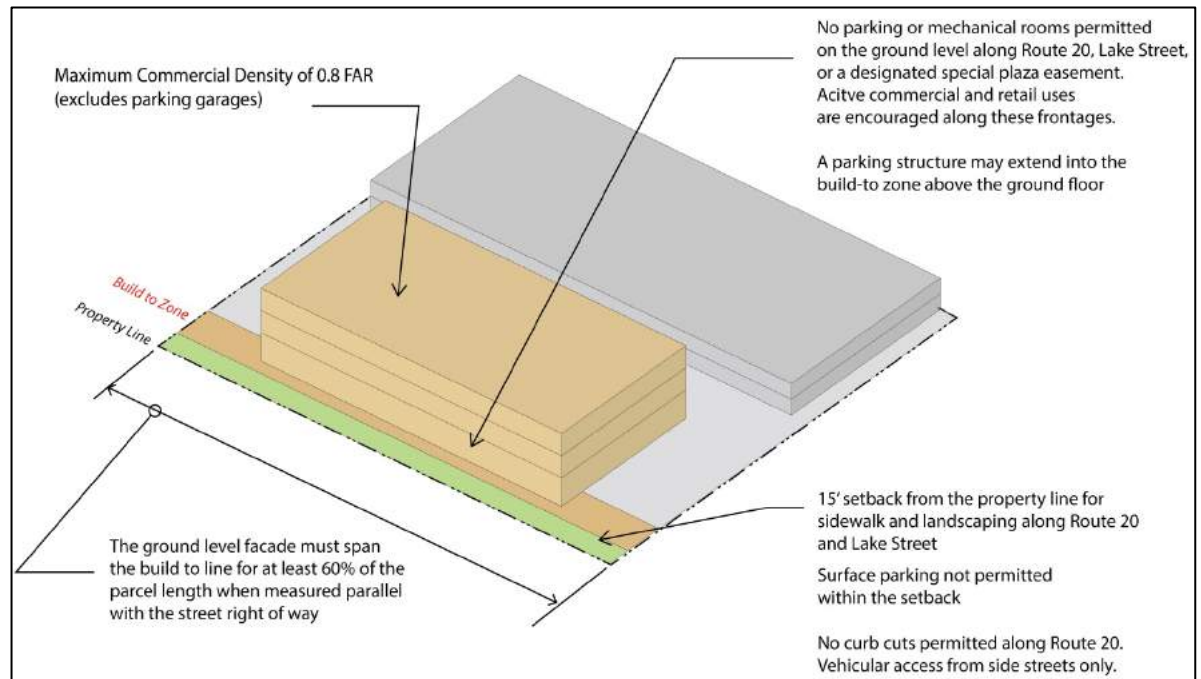 Maximum Commercial Density of 0.8 FAR
(excludes parking garages)
No parking or mechanical rooms permitted
on the ground level along Route 20, Lake Street,
or a designated special plaza easement.
Acitve commercial and retail uses
are encouraged along these frontages.
A parking structure may extend into the
build-to zone above the ground floor
Build to Zone
Property Line
The ground level facade must span
the build to line for at least 60% of the
parcel length when measured parallel
with the street right of way
15' setback from the property line for
sidewalk and landscaping along Route 20
and Lake Street
Surface parking not permitted
within the setback
No curb cuts permitted along Route 20.
Vehicular access from side streets only.